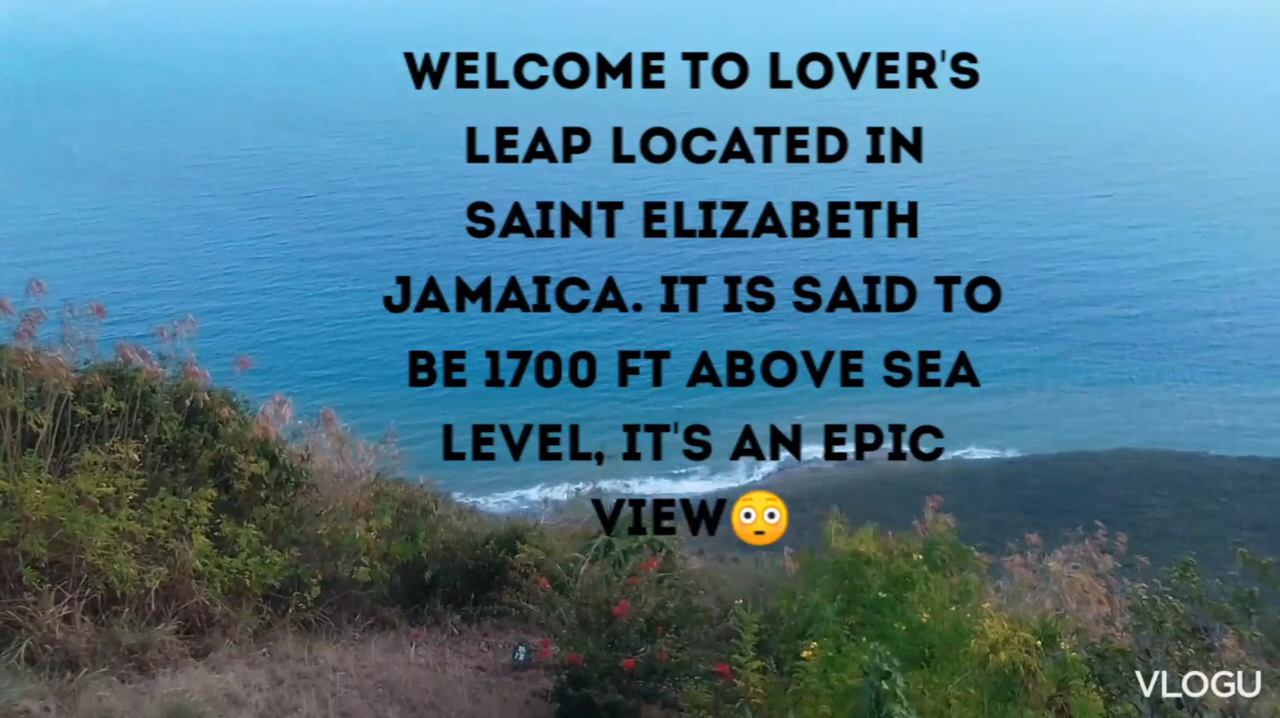 WELCOME TO LOVER'S
LEAP LOCATED IN
SAINT ELIZABETH
JAMAICA. IT IS SAID TO
BE 1700 FT ABOVE SEA
LEVEL, IT'S AN EPIC
VIEW😳
VLOGU